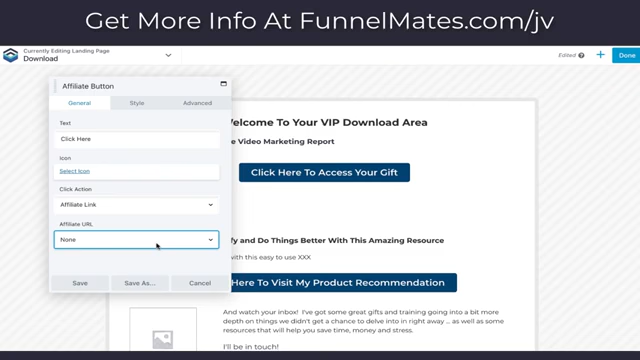 Get More Info At FunnelMates.com/jv
Currently Editing Landing Page
Download
Edited
Done
Affiliate Button
General
Style
Advanced
Text
Click Here
Icon
Select Icon
Click Action
Affiliate Link
Affiliate URL
None
Save
Save As...
Cancel
elcome To Your VIP Download Area
e Video Marketing Report
Click Here To Access Your Gift
fy and Do Things Better With This Amazing Resource
with this easy to use XXX
Here To Visit My Product Recommendation
And watch your inbox! I've got some great gifts and training going into a bit more
depth on things we didn't get a chance to delve into in right away ... as well as some
resources that will help you save time, money and stress.
I'll be in touch!